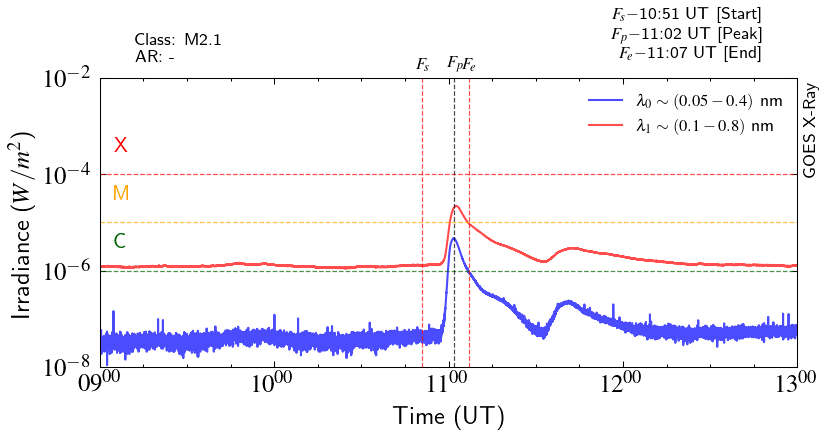 Fs−10:51 UT [Start]
Class: M2.1
Fp−11:02 UT [Peak]
AR: -
Fe−11:07 UT [End]
Fs Fp Fe
10⁻²
λ₀ ∼ (0.05 − 0.4) nm
λ₁ ∼ (0.1 − 0.8) nm
GOES X-Ray
X
10⁻⁴
M
C
10⁻⁶
10⁻⁸
Irradiance (W/m²)
09⁰⁰ 10⁰⁰ 11⁰⁰ 12⁰⁰ 13⁰⁰
Time (UT)